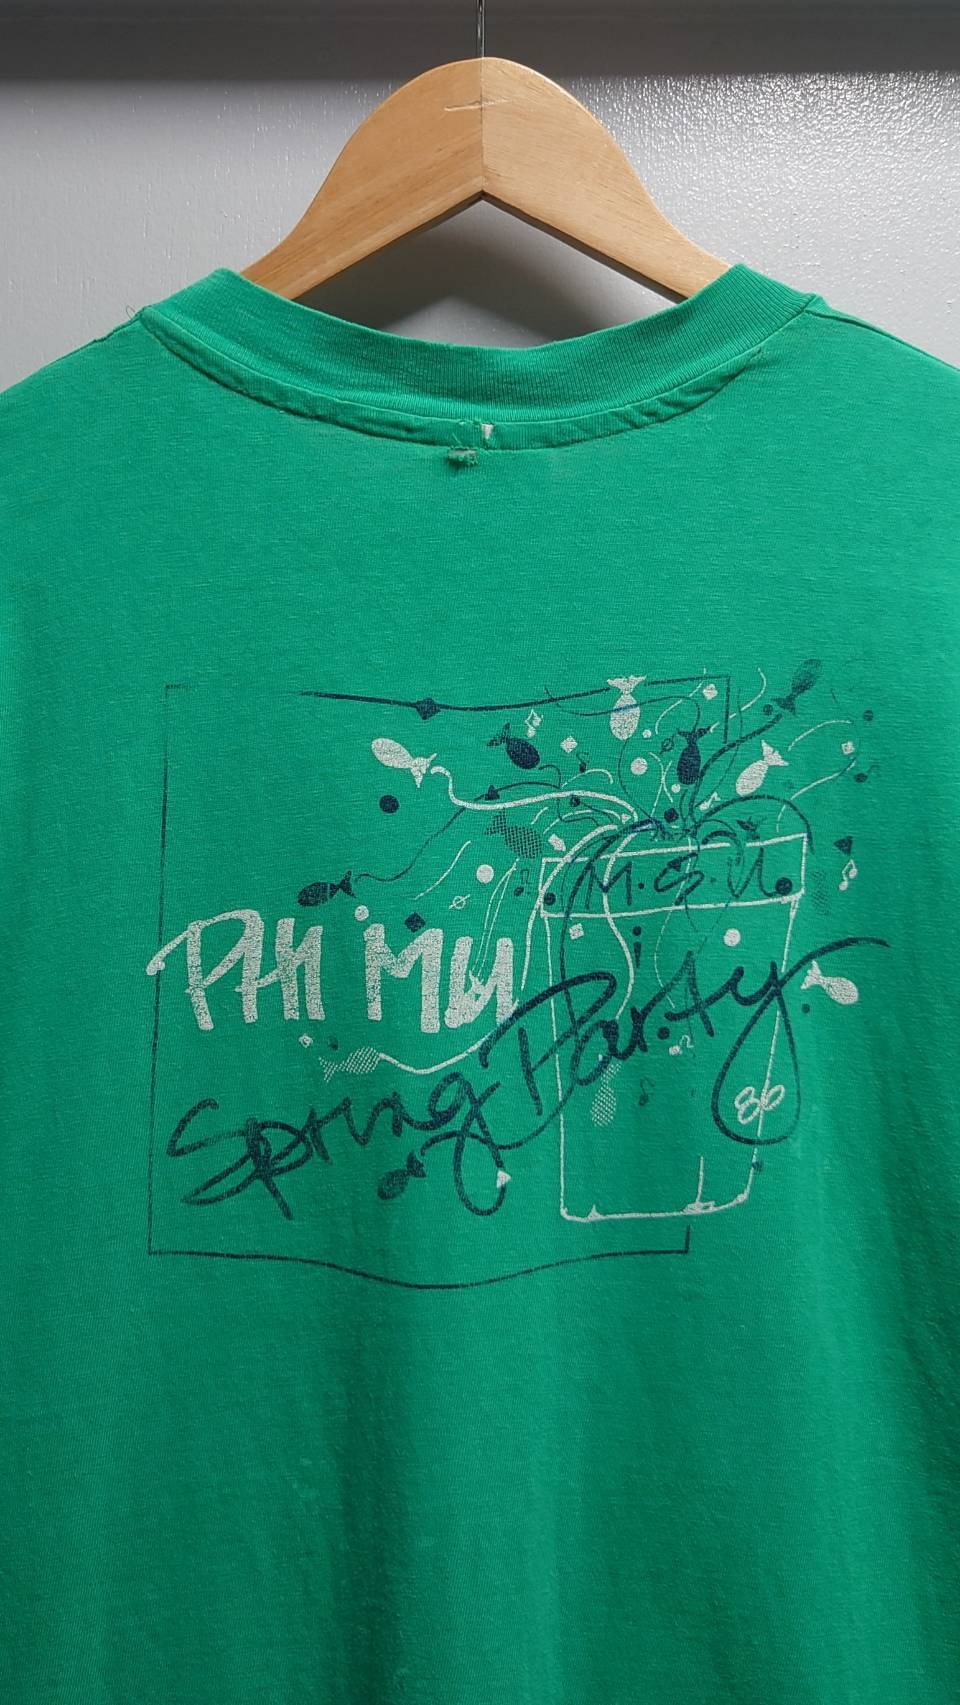 M.S.U
PHI MU
Spring Party
86